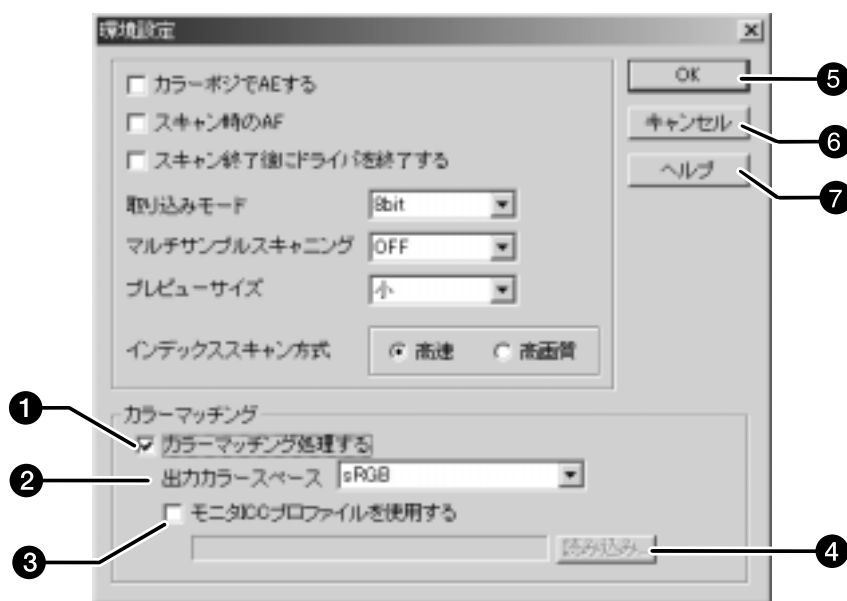 環境設定
カラーポジでAEする
スキャン時のAF
スキャン終了後にドライバを終了する
取り込みモード 8bit
マルチサンプルスキャニング OFF
プレビューサイズ 小
インデックススキャン方式 高速 高画質
OK 5
キャンセル 6
ヘルプ 7
カラーマッチング
1 カラーマッチング処理する
2 出力カラースペース sRGB
3 モニタICCプロファイルを使用する
読み込み... 4